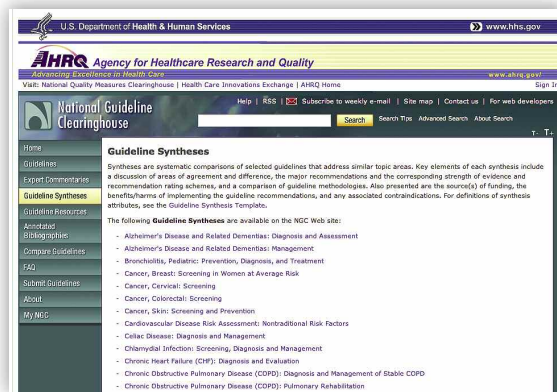 U.S. Department of Health & Human Services
www.hhs.gov
AHRQ Agency for Healthcare Research and Quality
Advancing Excellence in Health Care
www.ahrq.gov/
Visit: National Quality Measures Clearinghouse | Health Care Innovations Exchange | AHRQ Home
Sign In
National Guideline Clearinghouse
Help | RSS | Subscribe to weekly e-mail | Site map | Contact us | For web developers
Search Search Tips Advanced Search About Search
T- T+
Home
Guidelines
Expert Commentaries
Guideline Syntheses
Guideline Resources
Annotated Bibliographies
Compare Guidelines
FAQ
Submit Guidelines
About
My NGC
Guideline Syntheses
Syntheses are systematic comparisons of selected guidelines that address similar topic areas. Key elements of each synthesis include
a discussion of areas of agreement and difference, the major recommendations and the corresponding strength of evidence and
recommendation rating schemes, and a comparison of guideline methodologies. Also presented are the source(s) of funding, the
benefits/harms of implementing the guideline recommendations, and any associated contraindications. For definitions of synthesis
attributes, see the Guideline Synthesis Template.
The following Guideline Syntheses are available on the NGC Web site:
- Alzheimer's Disease and Related Dementias: Diagnosis and Assessment
- Alzheimer's Disease and Related Dementias: Management
- Bronchiolitis, Pediatric: Prevention, Diagnosis, and Treatment
- Cancer, Breast: Screening in Women at Average Risk
- Cancer, Cervical: Screening
- Cancer, Colorectal: Screening
- Cancer, Skin: Screening and Prevention
- Cardiovascular Disease Risk Assessment: Nontraditional Risk Factors
- Celiac Disease: Diagnosis and Management
- Chlamydial Infection: Screening, Diagnosis and Management
- Chronic Heart Failure (CHF): Diagnosis and Evaluation
- Chronic Obstructive Pulmonary Disease (COPD): Diagnosis and Management of Stable COPD
- Chronic Obstructive Pulmonary Disease (COPD): Pulmonary Rehabilitation